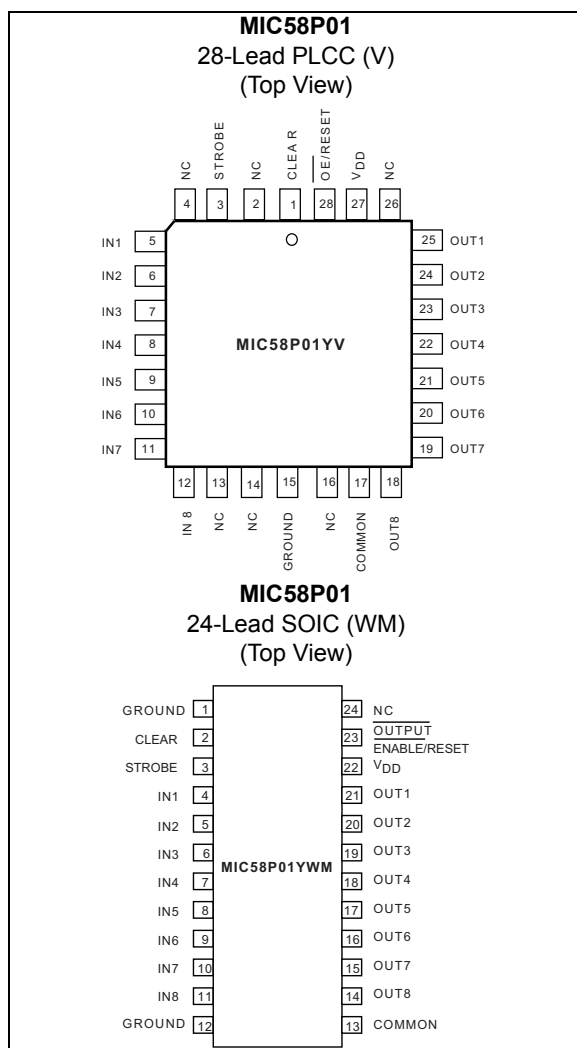 MIC58P01
28-Lead PLCC (V)
(Top View)
NC
STROBE
NC
CLEA R
OE/RESET
VDD
NC
4
3
2
1
28
27
26
IN1 5
IN2 6
IN3 7
IN4 8
IN5 9
IN6 10
IN7 11
MIC58P01YV
25 OUT1
24 OUT2
23 OUT3
22 OUT4
21 OUT5
20 OUT6
19 OUT7
12
13
14
15
16
17
18
IN 8
NC
NC
GROUND
NC
COMMON
OUT8
MIC58P01
24-Lead SOIC (WM)
(Top View)
GROUND 1
CLEAR 2
STROBE 3
IN1 4
IN2 5
IN3 6
IN4 7
IN5 8
IN6 9
IN7 10
IN8 11
GROUND 12
MIC58P01YWM
24 NC
23 OUTPUT
ENABLE/RESET
22 VDD
21 OUT1
20 OUT2
19 OUT3
18 OUT4
17 OUT5
16 OUT6
15 OUT7
14 OUT8
13 COMMON